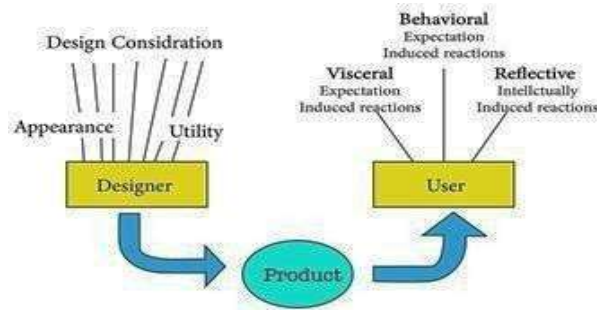 Design Considration
Appearance
Utility
Designer
Behavioral
Expectation
Induced reactions
Visceral
Expectation
Induced reactions
Reflective
Intellctually
Induced reactions
User
Product